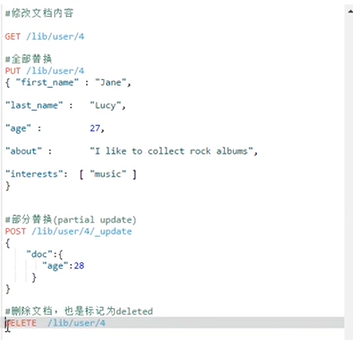 #修改文档内容
GET /lib/user/4
#全部替换
PUT /lib/user/4
{ "first_name" : "Jane",
"last_name" :   "Lucy",
"age" :         27,
"about" :       "I like to collect rock albums",
"interests":  [ "music" ]
}
#部分替换(partial update)
POST /lib/user/4/_update
{
    "doc":{
       "age":28
     }
}
#删除文档，也是标记为deleted
DELETE  /lib/user/4